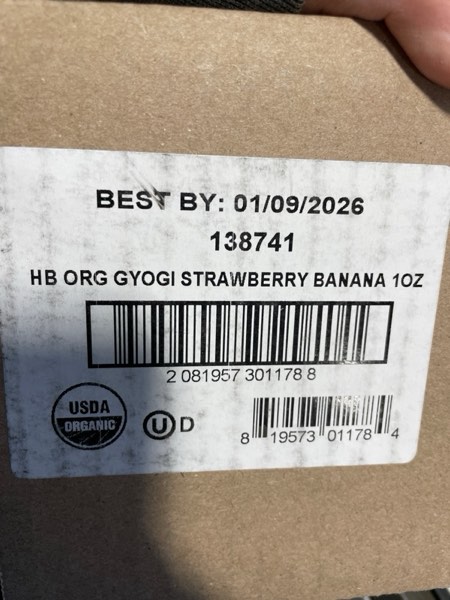 BEST BY: 01/09/2026
138741
HB ORG GYOGI STRAWBERRY BANANA 1OZ
2 081957 301178 8
USDA
ORGANIC
U D
8 19573 01178 4